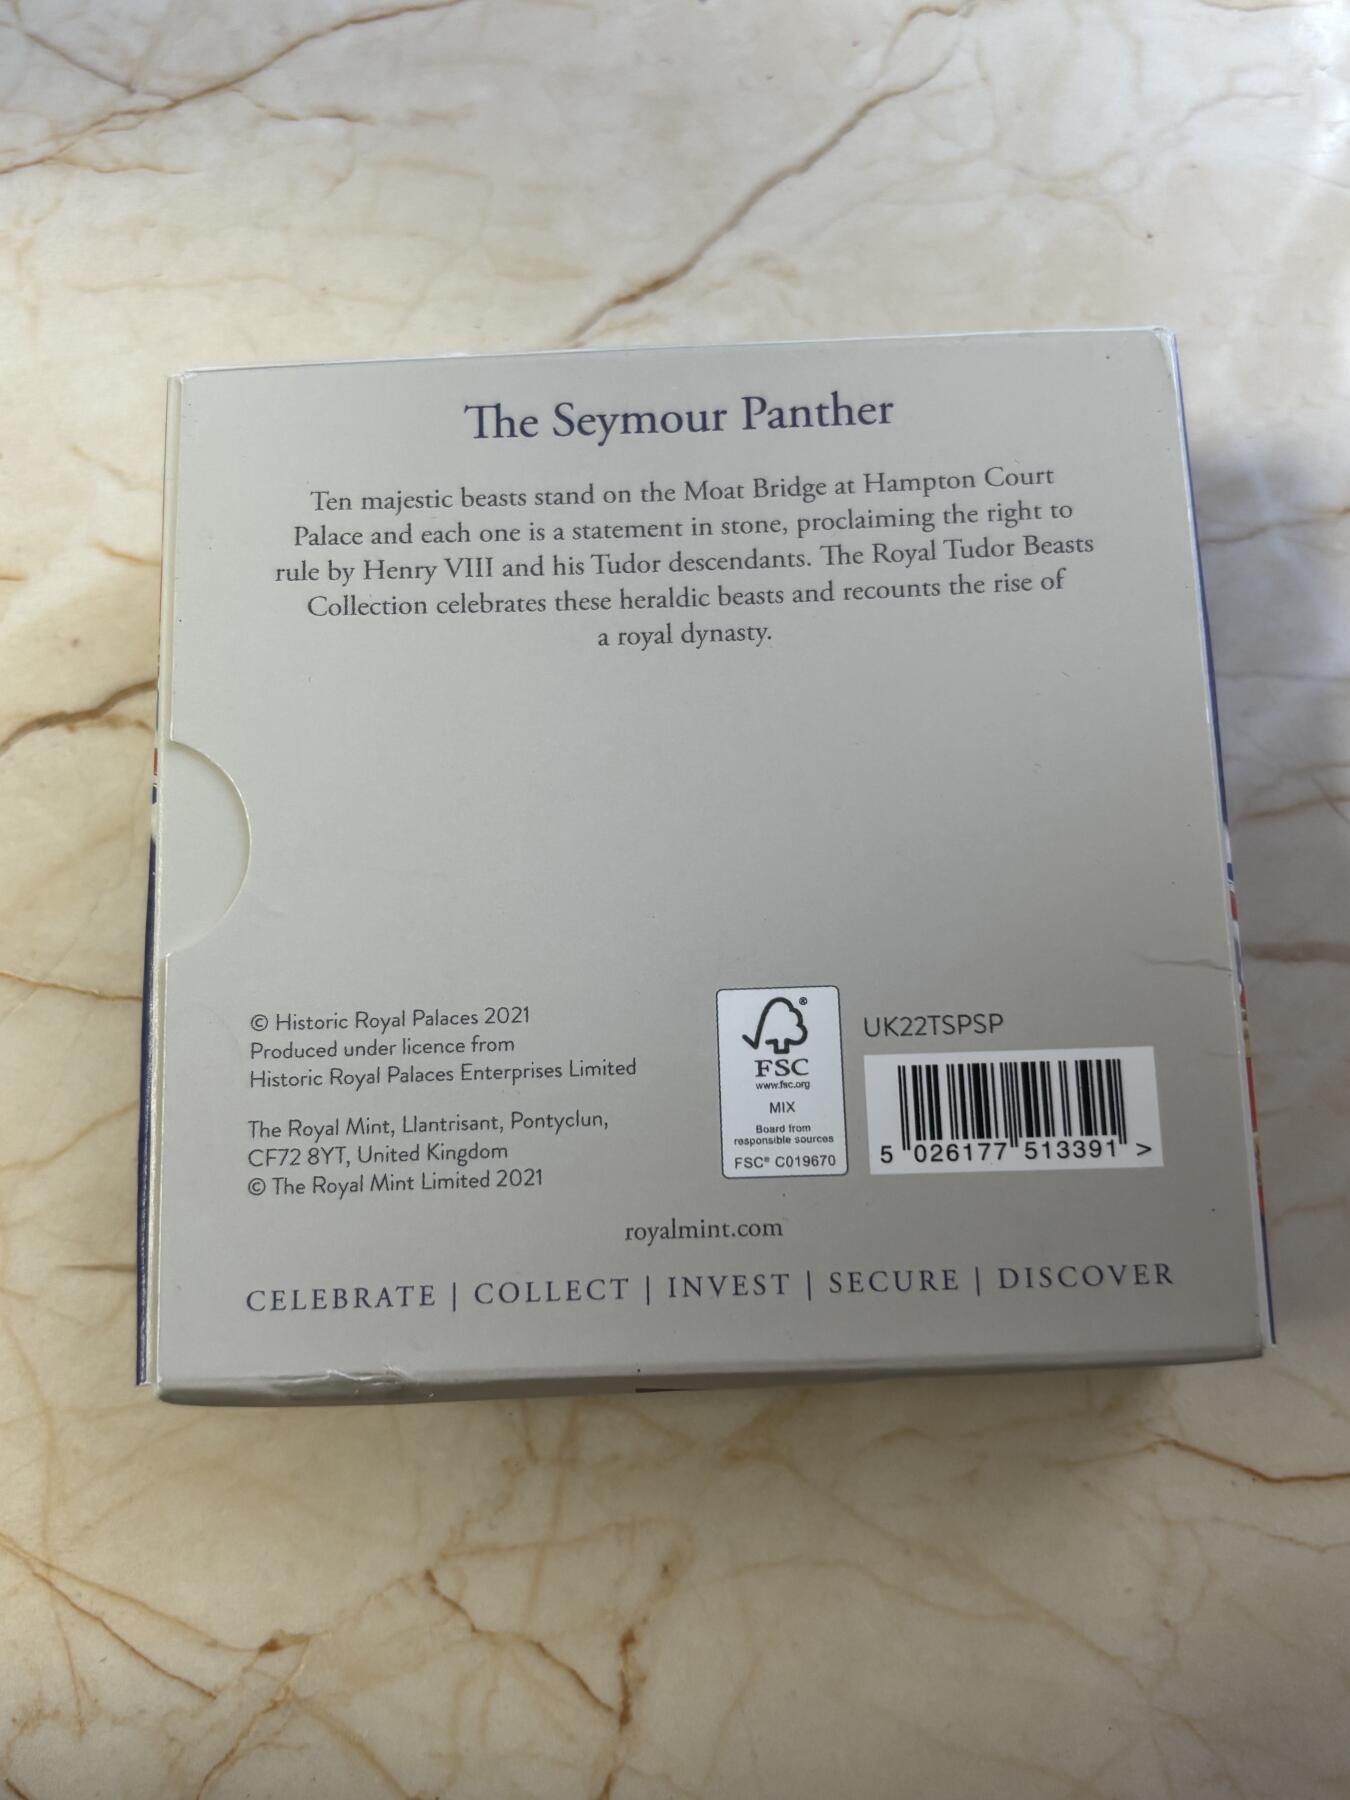 The Seymour Panther
Ten majestic beasts stand on the Moat Bridge at Hampton Court
Palace and each one is a statement in stone, proclaiming the right to
rule by Henry VIII and his Tudor descendants. The Royal Tudor Beasts
Collection celebrates these heraldic beasts and recounts the rise of
a royal dynasty.
© Historic Royal Palaces 2021
Produced under licence from
Historic Royal Palaces Enterprises Limited
The Royal Mint, Llantrisant, Pontyclun,
CF72 8YT, United Kingdom
© The Royal Mint Limited 2021
®
FSC
www.fsc.org
MIX
Board from
responsible sources
FSC® C019670
UK22TSPSP
5 026177 513391 >
royalmint.com
CELEBRATE | COLLECT | INVEST | SECURE | DISCOVER